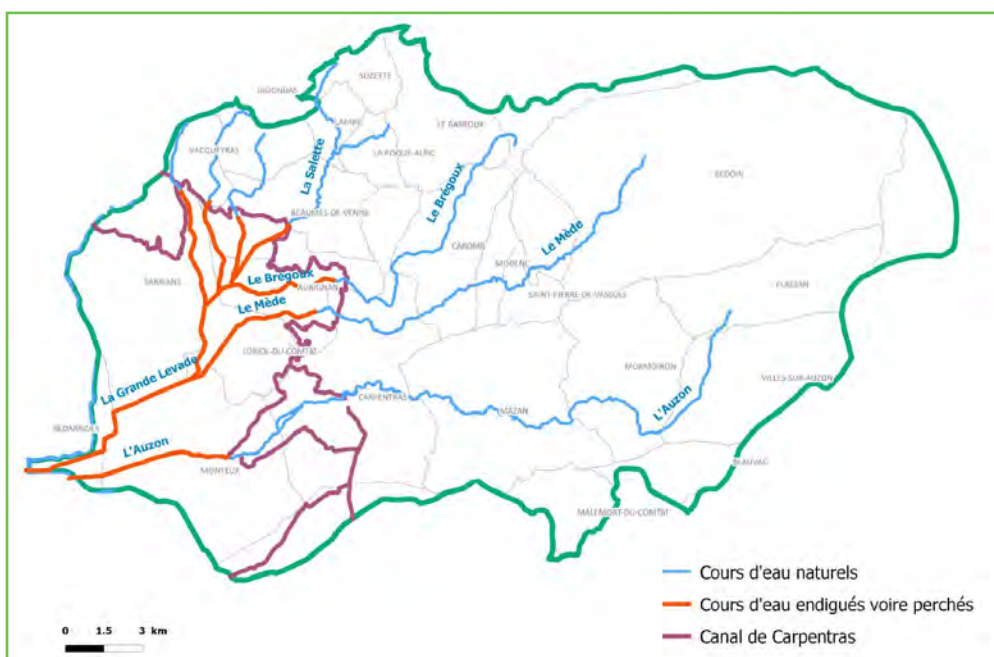 SUZETTE
GIGONDAS
LAFARE
LE BARROUX
VACQUEYRAS
LA ROQUE-ALRIC
La Salette
Le Brégoux
BEDOIN
BEAUMES-DE-VENISE
CAROMB
Le Mède
MODENE
Le Brégoux
SARRIANS
AUBIGNAN
SAINT-PIERRE-DE-VASSOLS
FLASSAN
Le Mède
LORIOL-DU-COMTAT
La Grande Levade
MORMOIRON
VILLES-SUR-AUZON
CARPENTRAS
L'Auzon
MAZAN
BEDARRIDES
L'Auzon
MONTEUX
MALEMORT-DU-COMTAT
Cours d'eau naturels
Cours d'eau endigués voire perchés
Canal de Carpentras
0 1.5 3 km